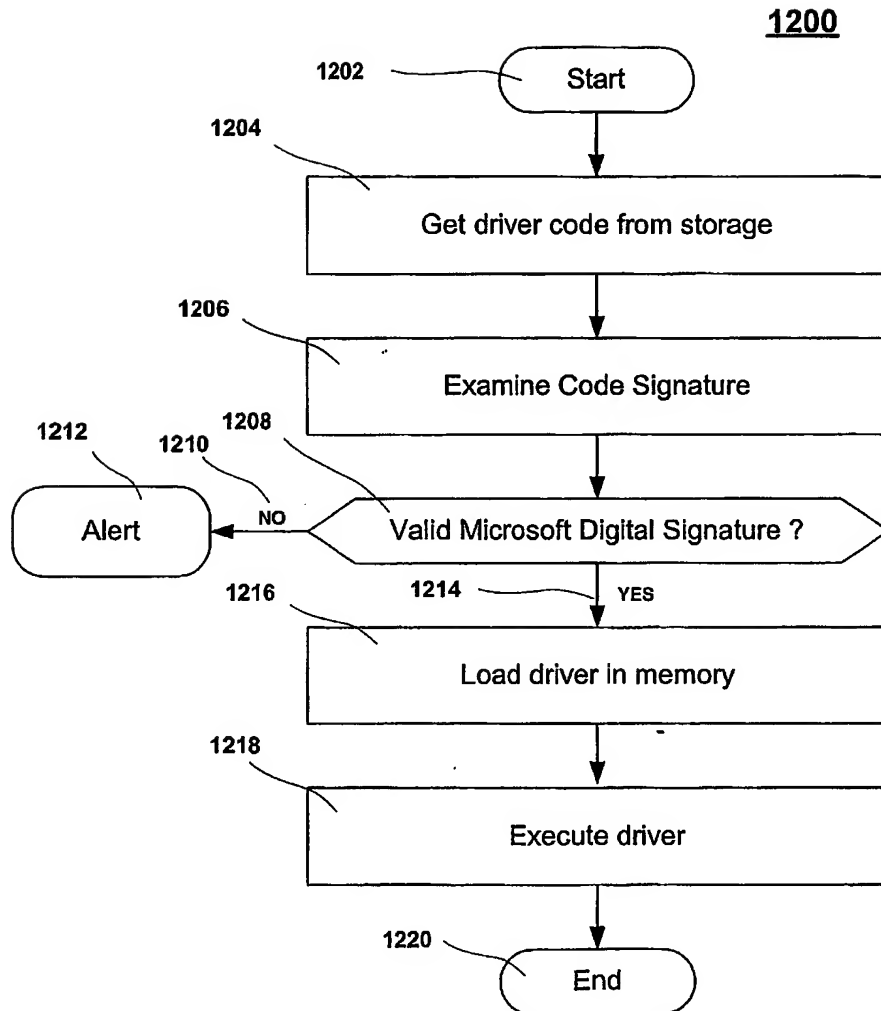 1200
1202
Start
1204
Get driver code from storage
1206
Examine Code Signature
1212
1210
1208
Alert
NO
Valid Microsoft Digital Signature ?
1216
1214
YES
Load driver in memory
1218
Execute driver
1220
End